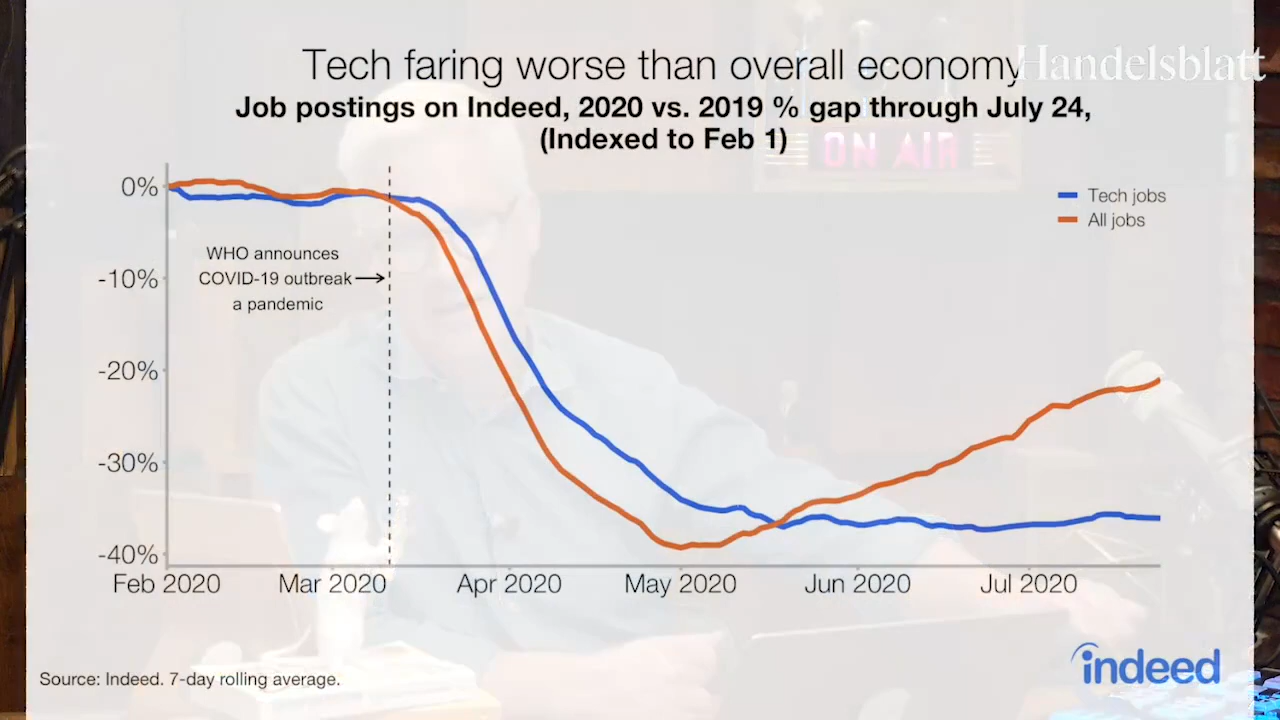 Tech faring worse than overall economy
Handelsblatt
Job postings on Indeed, 2020 vs. 2019 % gap through July 24,
(Indexed to Feb 1)
ON AIR
0%
Tech jobs
All jobs
WHO announces
COVID-19 outbreak
a pandemic
-10%
-20%
-30%
-40%
Feb 2020 Mar 2020 Apr 2020 May 2020 Jun 2020 Jul 2020
indeed
Source: Indeed. 7-day rolling average.